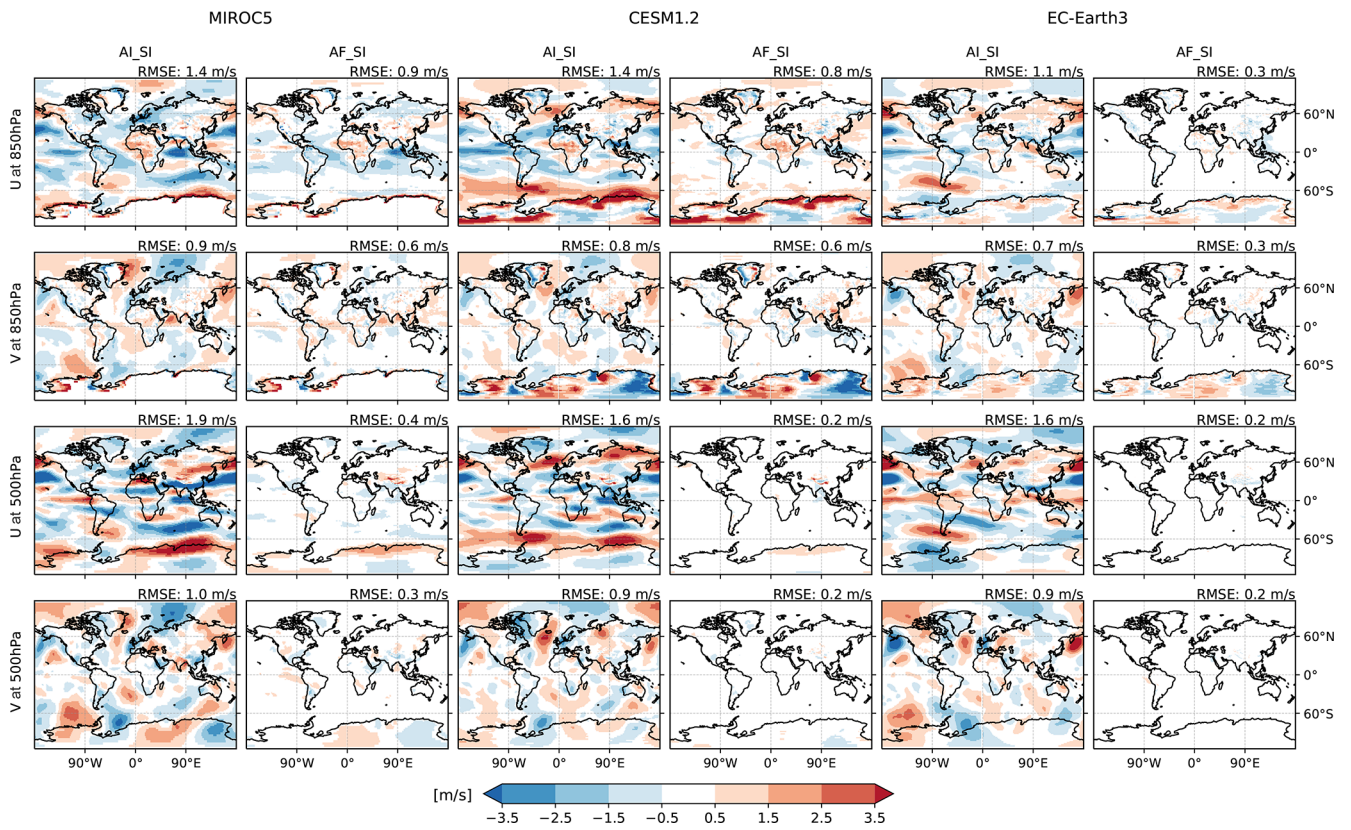 MIROC5 CESM1.2 EC-Earth3
AI_SI AF_SI AI_SI AF_SI AI_SI AF_SI
RMSE: 1.4 m/s RMSE: 0.9 m/s RMSE: 1.4 m/s RMSE: 0.8 m/s RMSE: 1.1 m/s RMSE: 0.3 m/s
U at 850hPa
60°N
0°
60°S
RMSE: 0.9 m/s RMSE: 0.6 m/s RMSE: 0.8 m/s RMSE: 0.6 m/s RMSE: 0.7 m/s RMSE: 0.3 m/s
V at 850hPa
60°N
0°
60°S
RMSE: 1.9 m/s RMSE: 0.4 m/s RMSE: 1.6 m/s RMSE: 0.2 m/s RMSE: 1.6 m/s RMSE: 0.2 m/s
U at 500hPa
60°N
0°
60°S
RMSE: 1.0 m/s RMSE: 0.3 m/s RMSE: 0.9 m/s RMSE: 0.2 m/s RMSE: 0.9 m/s RMSE: 0.2 m/s
V at 500hPa
60°N
0°
60°S
90°W 0° 90°E 90°W 0° 90°E 90°W 0° 90°E 90°W 0° 90°E 90°W 0° 90°E 90°W 0° 90°E
[m/s]
−3.5 −2.5 −1.5 −0.5 0.5 1.5 2.5 3.5